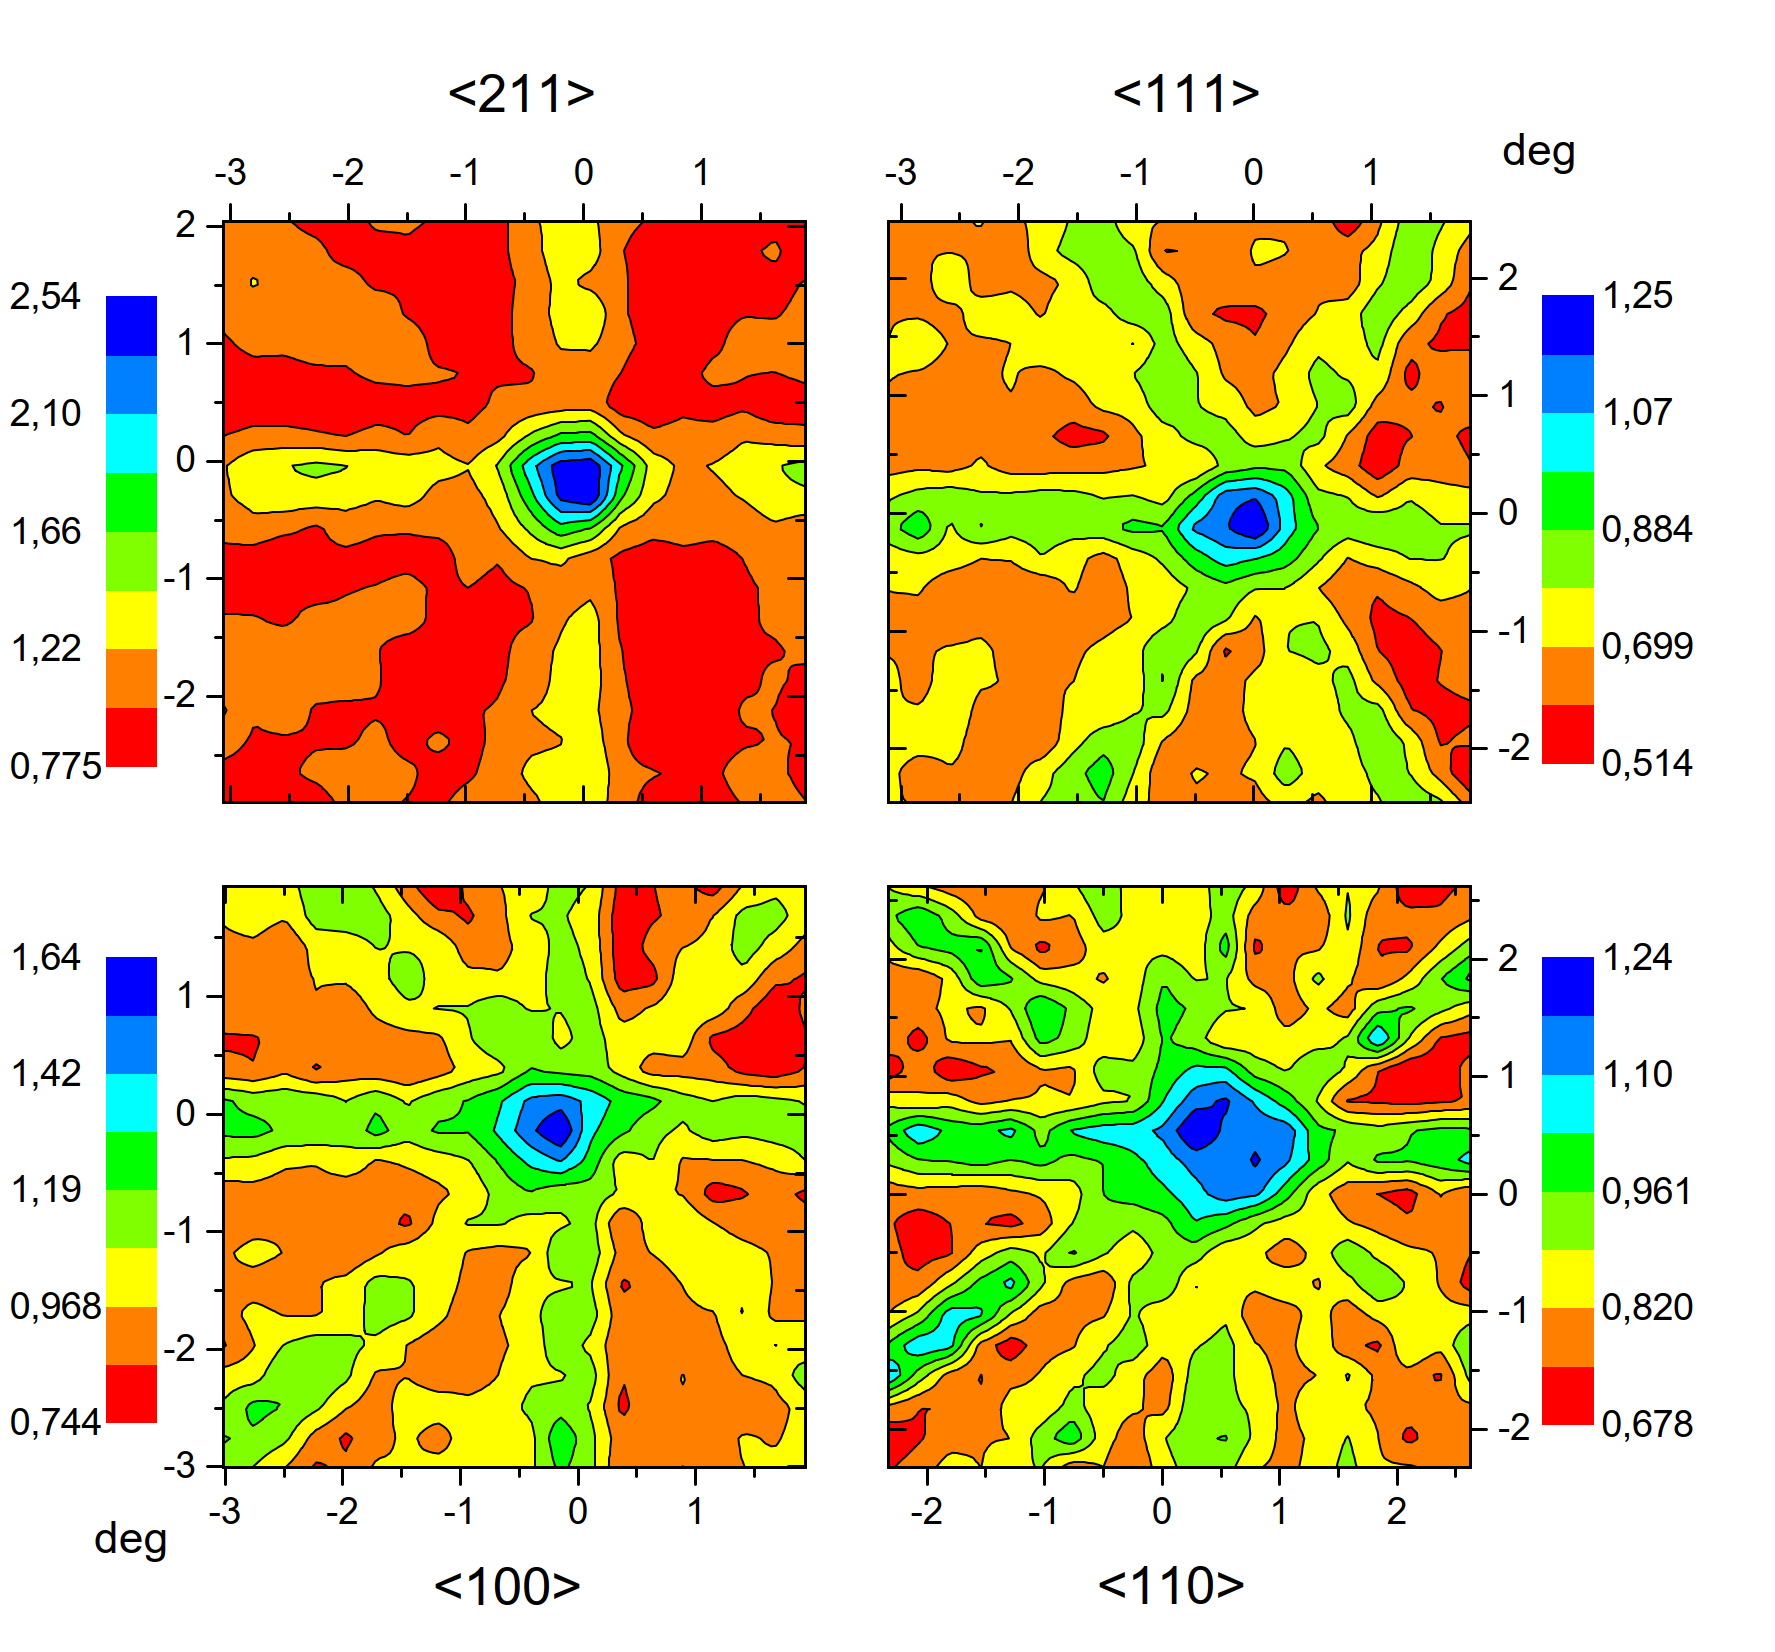 <211> <111>
deg
-3 -2 -1 0 1 -3 -2 -1 0 1
2
2
2,54 1,25
1 1
2,10 1,07
0 0
1,66 0,884
-1 -1
1,22 0,699
-2 -2
0,775 0,514
1,64 2 1,24
1 1
1,42 1,10
0
1,19 0 0,961
-1
0,968 -1 0,820
-2
0,744 -2 0,678
-3
-3 -2 -1 0 1 -2 -1 0 1 2
deg
<100> <110>